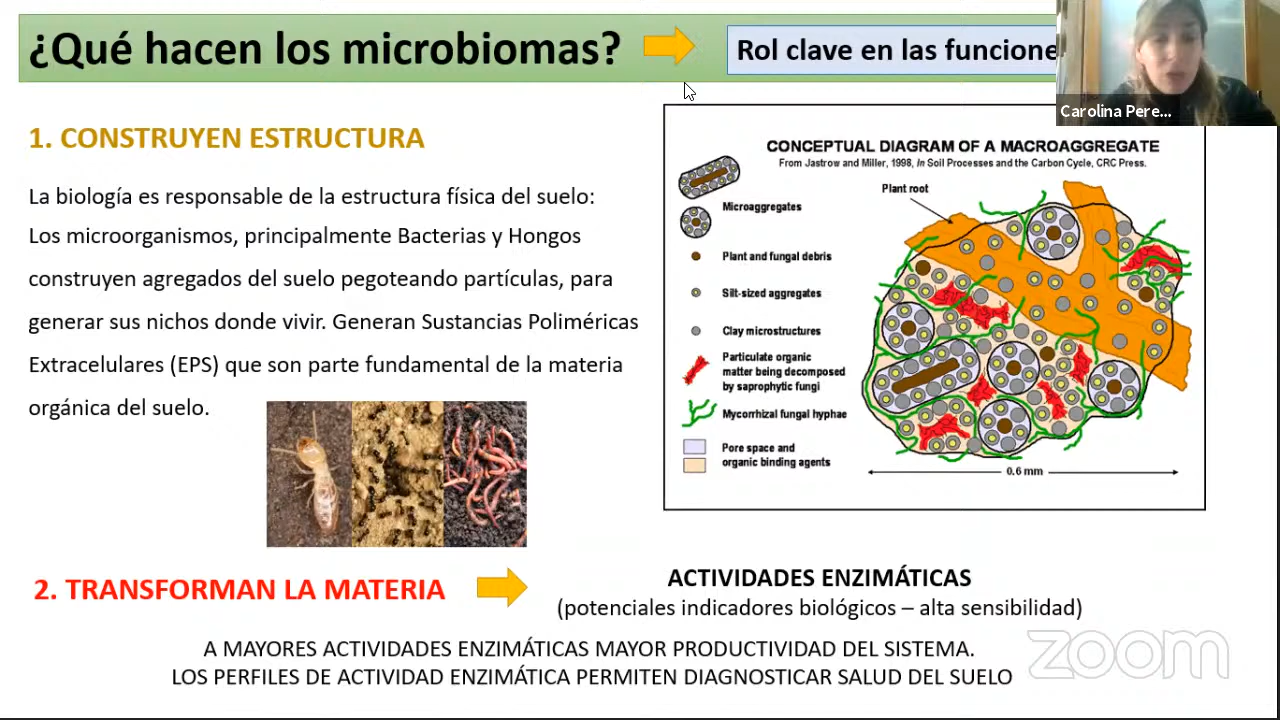 ¿Qué hacen los microbiomas?
Rol clave en las funcione
Carolina Pere...
1. CONSTRUYEN ESTRUCTURA
La biología es responsable de la estructura física del suelo:
Los microorganismos, principalmente Bacterias y Hongos
construyen agregados del suelo pegoteando partículas, para
generar sus nichos donde vivir. Generan Sustancias Poliméricas
Extracelulares (EPS) que son parte fundamental de la materia
orgánica del suelo.
CONCEPTUAL DIAGRAM OF A MACROAGGREGATE
From Jastrow and Miller, 1998, In Soil Processes and the Carbon Cycle, CRC Press.
Plant root
Microaggregates
Plant and fungal debris
Silt-sized aggregates
Clay microstructures
Particulate organic
matter being decomposed
by saprophytic fungi
Mycorrhizal fungal hyphae
Pore space and
organic binding agents
0.6 mm
2. TRANSFORMAN LA MATERIA
ACTIVIDADES ENZIMÁTICAS
(potenciales indicadores biológicos – alta sensibilidad)
A MAYORES ACTIVIDADES ENZIMÁTICAS MAYOR PRODUCTIVIDAD DEL SISTEMA.
LOS PERFILES DE ACTIVIDAD ENZIMÁTICA PERMITEN DIAGNOSTICAR SALUD DEL SUELO
zoom